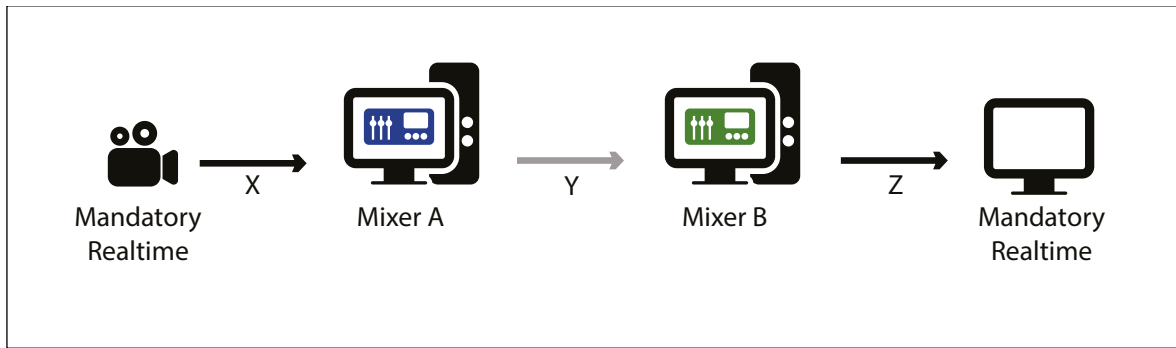 X
Y
Z
Mandatory
Realtime
Mixer A
Mixer B
Mandatory
Realtime